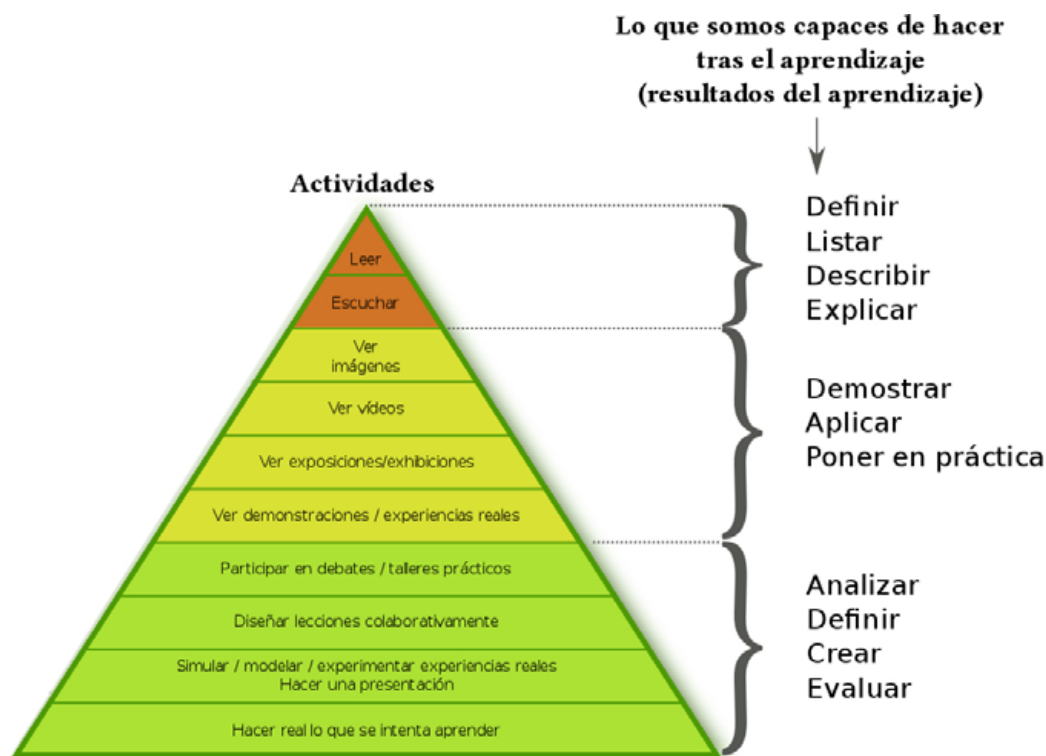 Lo que somos capaces de hacer
tras el aprendizaje
(resultados del aprendizaje)
Actividades
Leer
Escuchar
Ver
imágenes
Ver vídeos
Ver exposiciones/exhibiciones
Ver demonstraciones / experiencias reales
Participar en debates / talleres prácticos
Diseñar lecciones colaborativamente
Simular / modelar / experimentar experiencias reales
Hacer una presentación
Hacer real lo que se intenta aprender
Definir
Listar
Describir
Explicar
Demostrar
Aplicar
Poner en práctica
Analizar
Definir
Crear
Evaluar